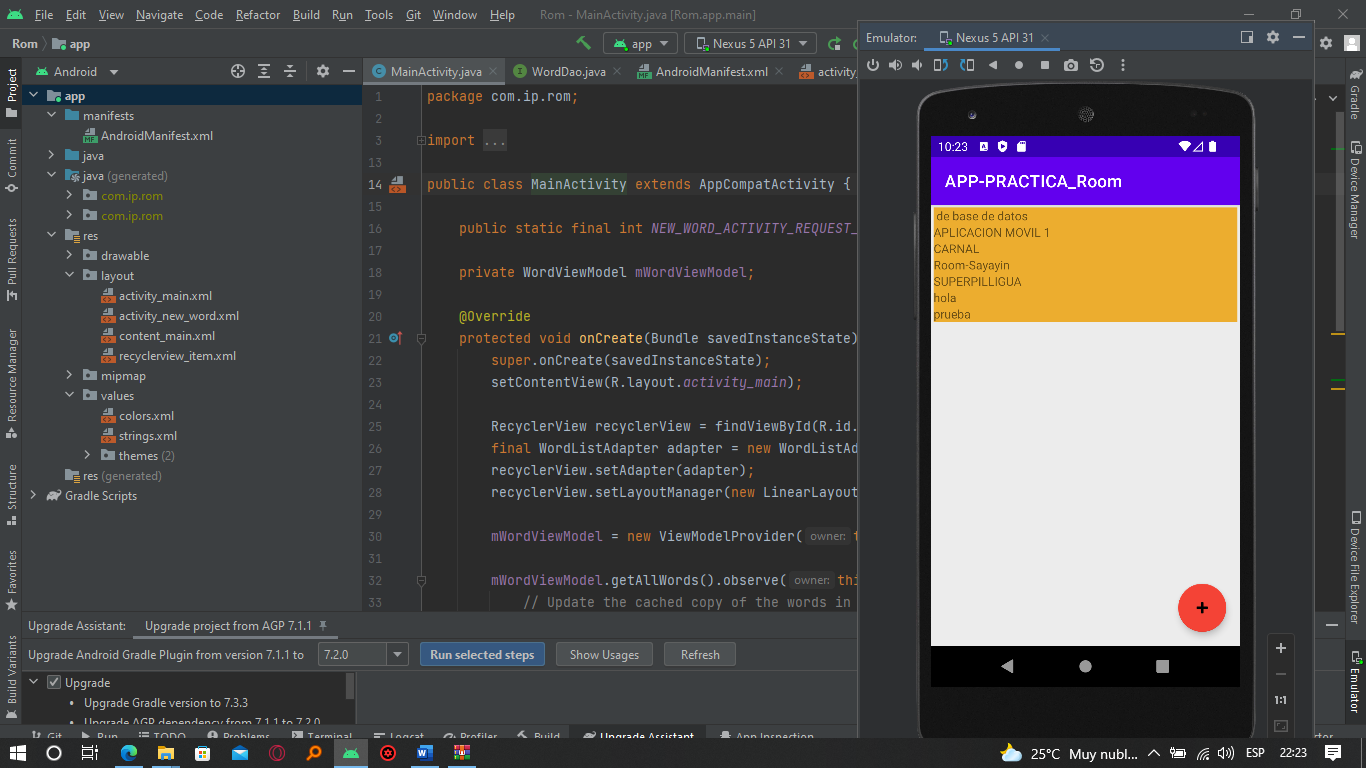 File Edit View Navigate Code Refactor Build Run Tools Git Window Help Rom - MainActivity.java [Rom.app.main]
Rom app
app Nexus 5 API 31
Emulator: Nexus 5 API 31
Android
MainActivity.java WordDao.java AndroidManifest.xml activity_
Project
Commit
Pull Requests
Resource Manager
Structure
Favorites
Build Variants
app
manifests
AndroidManifest.xml
java
java (generated)
com.ip.rom
com.ip.rom
res
drawable
layout
activity_main.xml
activity_new_word.xml
content_main.xml
recyclerview_item.xml
mipmap
values
colors.xml
strings.xml
themes (2)
res (generated)
Gradle Scripts
1 package com.ip.rom;
2
3 import ...
13
14 public class MainActivity extends AppCompatActivity {
15
16 public static final int NEW_WORD_ACTIVITY_REQUEST_
17
18 private WordViewModel mWordViewModel;
19
20 @Override
21 protected void onCreate(Bundle savedInstanceState)
22 super.onCreate(savedInstanceState);
23 setContentView(R.layout.activity_main);
24
25 RecyclerView recyclerView = findViewById(R.id.
26 final WordListAdapter adapter = new WordListAd
27 recyclerView.setAdapter(adapter);
28 recyclerView.setLayoutManager(new LinearLayout
29
30 mWordViewModel = new ViewModelProvider( owner: t
31
32 mWordViewModel.getAllWords().observe( owner: thi
33 // Update the cached copy of the words in
10:23
APP-PRACTICA_Room
de base de datos
APLICACION MOVIL 1
CARNAL
Room-Sayayin
SUPERPILLIGUA
hola
prueba
+
1:1
Gradle
Device Manager
Device File Explorer
Emulator
Upgrade Assistant: Upgrade project from AGP 7.1.1
Upgrade Android Gradle Plugin from version 7.1.1 to 7.2.0 Run selected steps Show Usages Refresh
Upgrade
Upgrade Gradle version to 7.3.3
Upgrade AGP dependency from 7.1.1 to 7.2.0
Git Run TODO Problems Terminal Logcat Profiler Build Upgrade Assistant App Inspection
25°C Muy nubl... ESP 22:23